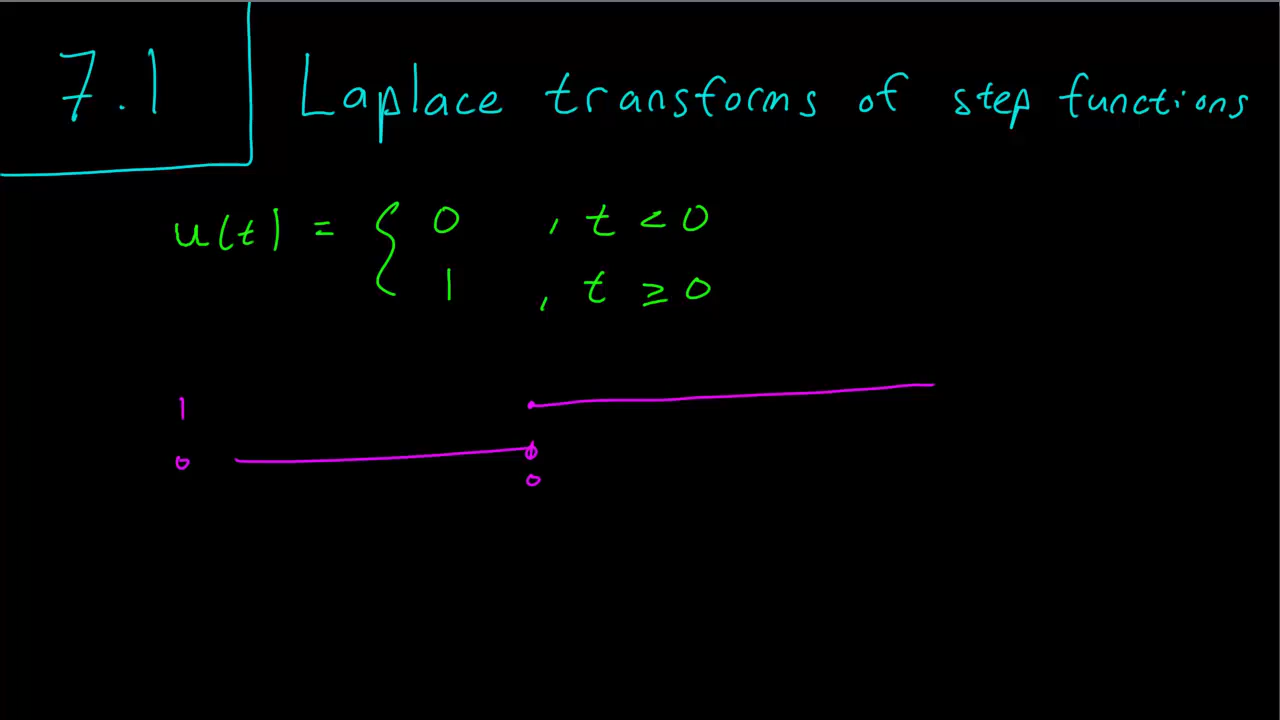 7.1 Laplace transforms of step functions
u(t) = { 0 , t < 0
1 , t ≥ 0
1
0
0